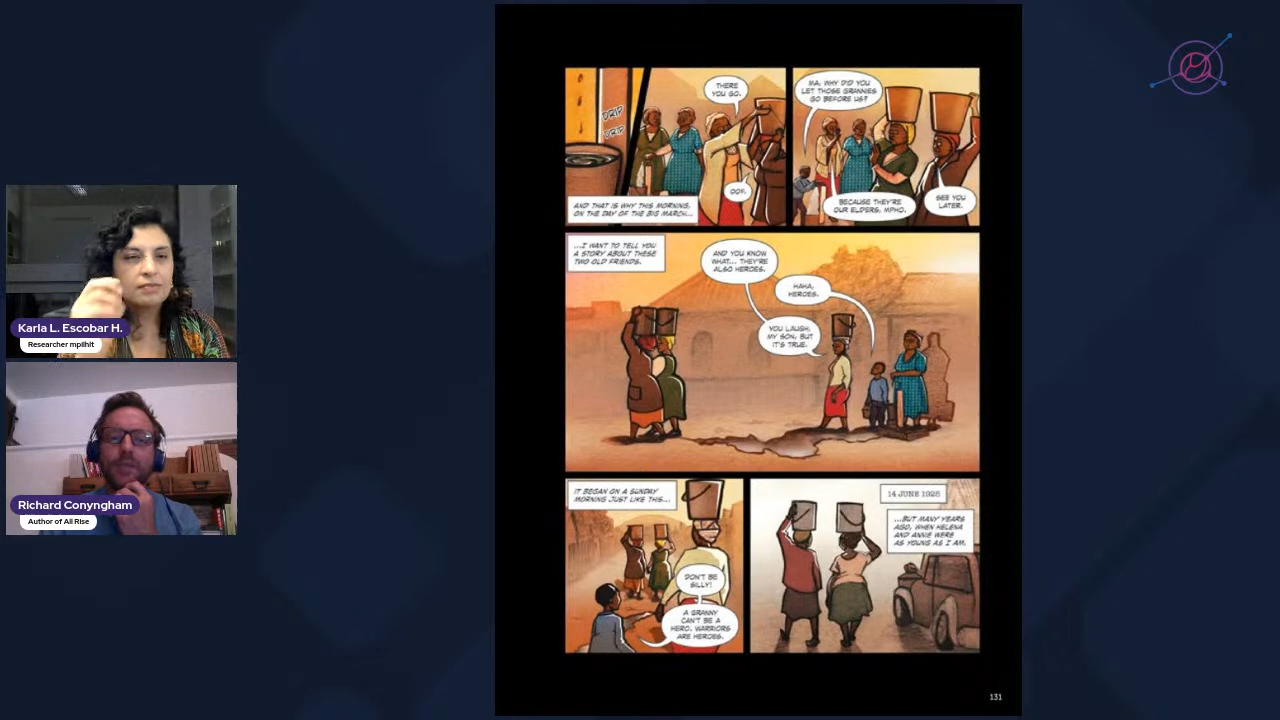 Karla L. Escobar H.
Researcher mpilhlt
Richard Conyngham
Author of All Rise
DRIP
DRIP
AND THAT IS WHY THIS MORNING,
ON THE DAY OF THE BIG MARCH...
THERE
YOU GO.
OOF.
MA, WHY DID YOU
LET THOSE GRANNIES
GO BEFORE US?
BECAUSE THEY'RE
OUR ELDERS, MPHO.
SEE YOU
LATER.
...I WANT TO TELL YOU
A STORY ABOUT THESE
TWO OLD FRIENDS.
AND YOU KNOW
WHAT... THEY'RE
ALSO HEROES.
HAHA,
HEROES.
YOU LAUGH,
MY SON, BUT
IT'S TRUE.
IT BEGAN ON A SUNDAY
MORNING JUST LIKE THIS...
DON'T BE
SILLY!
A GRANNY
CAN'T BE A
HERO. WARRIORS
ARE HEROES.
14 JUNE 1925
...BUT MANY YEARS
AGO, WHEN HELENA
AND ANNIE WERE
AS YOUNG AS I AM.
131